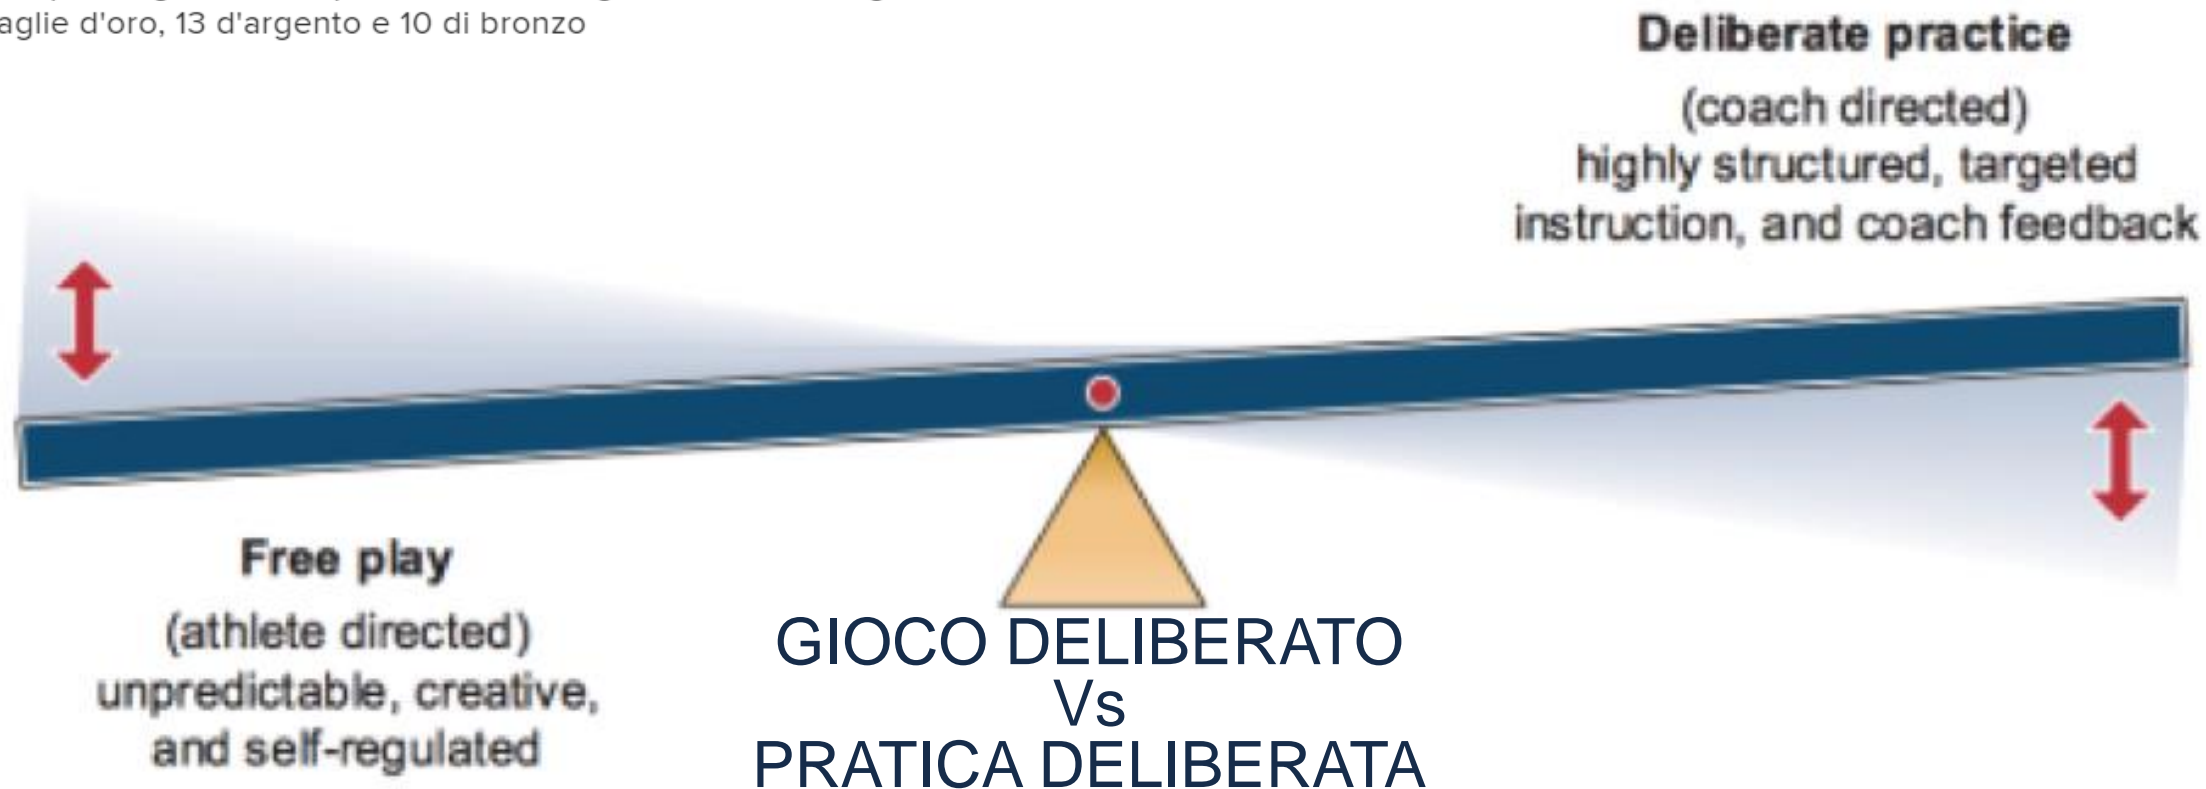 aglie d'oro, 13 d'argento e 10 di bronzo
Deliberate practice
(coach directed)
highly structured, targeted
instruction, and coach feedback
Free play
(athlete directed)
unpredictable, creative,
and self-regulated
GIOCO DELIBERATO
Vs
PRATICA DELIBERATA